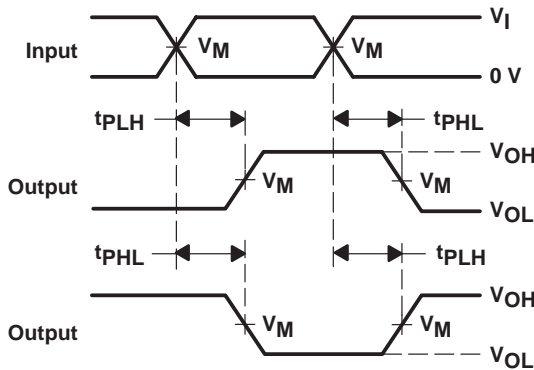 VI
Input VM VM
0 V
tPLH tPHL
VOH
Output VM VM
VOL
tPHL tPLH
VOH
Output VM VM
VOL